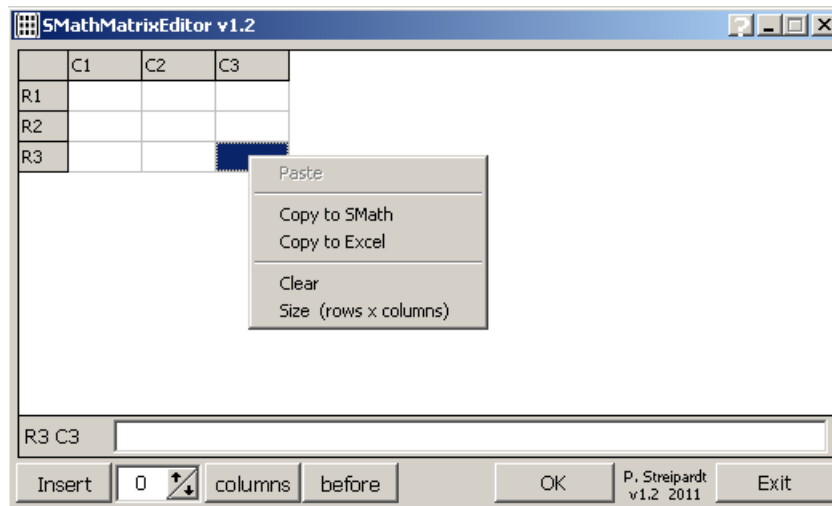 SMathMatrixEditor v1.2
C1 C2 C3
R1
R2
R3
Paste
Copy to SMath
Copy to Excel
Clear
Size (rows x columns)
R3 C3
Insert 0 columns before OK P. Streipardt Exit
v1.2 2011